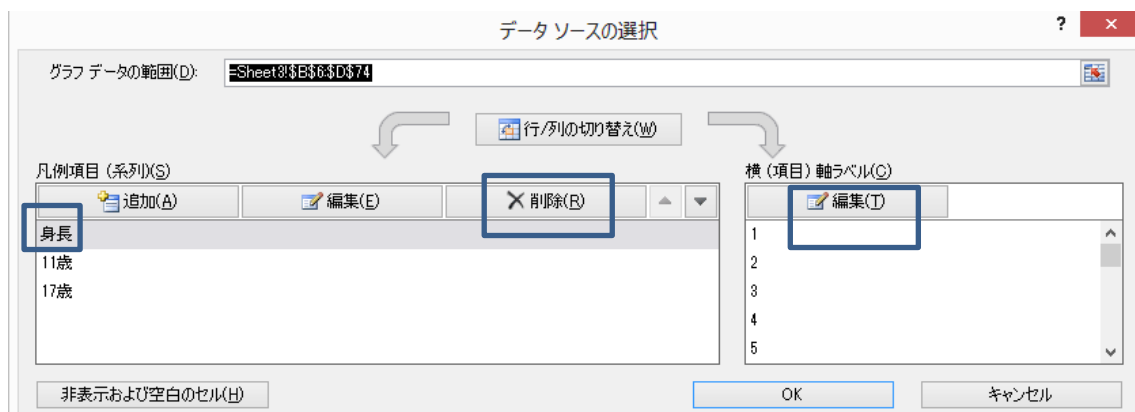 データ ソースの選択
? ×
グラフ データの範囲(D): =Sheet3!$B$6:$D$74
行/列の切り替え(W)
凡例項目 (系列)(S)
横 (項目) 軸ラベル(C)
追加(A) 編集(E) 削除(R)
編集(T)
身長
11歳
17歳
1
2
3
4
5
非表示および空白のセル(H)
OK
キャンセル